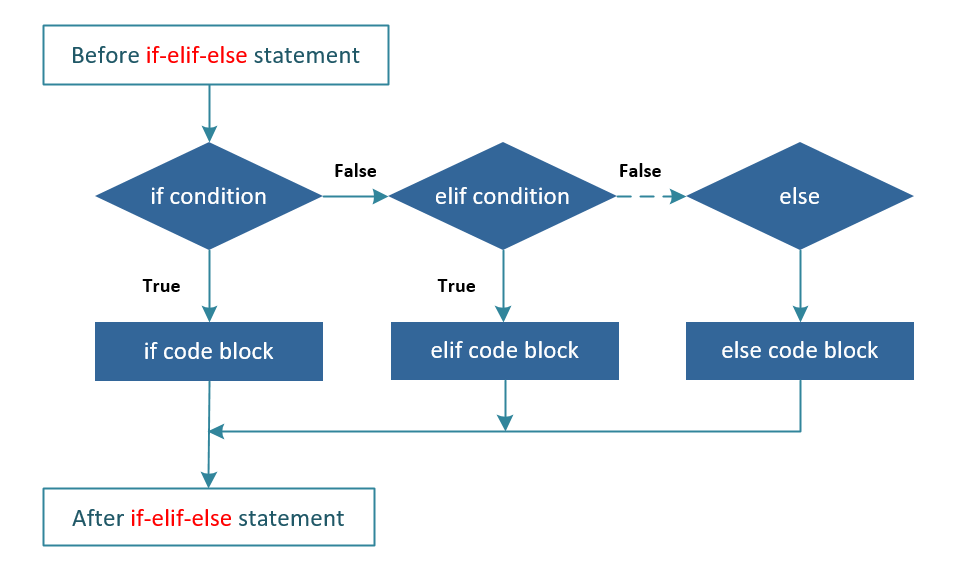 Before if-elif-else statement
False
False
if condition
elif condition
else
True
True
if code block
elif code block
else code block
After if-elif-else statement